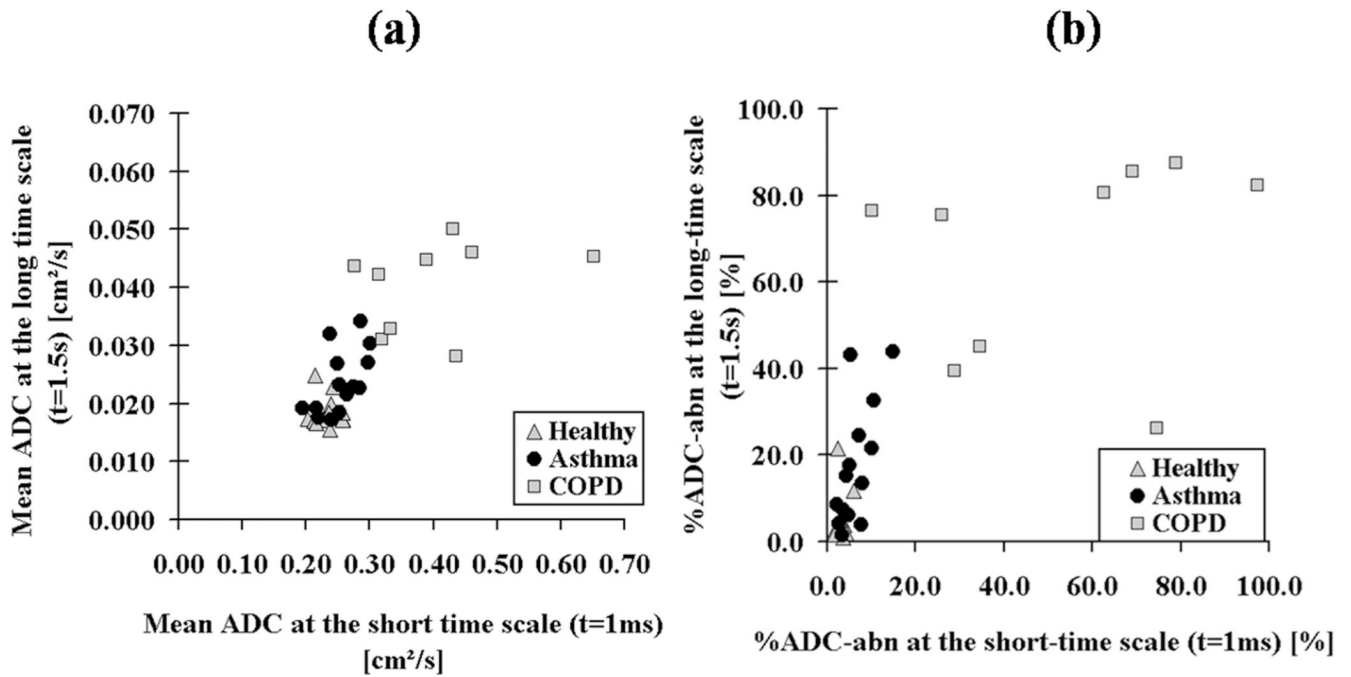 (a)
Mean ADC at the long time scale
(t=1.5s) [cm²/s]
0.070
0.060
0.050
0.040
0.030
0.020
0.010
0.000
0.00 0.10 0.20 0.30 0.40 0.50 0.60 0.70
Mean ADC at the short time scale (t=1ms)
[cm²/s]
Healthy
Asthma
COPD
(b)
%ADC-abn at the long-time scale
(t=1.5s) [%]
100.0
80.0
60.0
40.0
20.0
0.0
0.0 20.0 40.0 60.0 80.0 100.0
%ADC-abn at the short-time scale (t=1ms) [%]
Healthy
Asthma
COPD